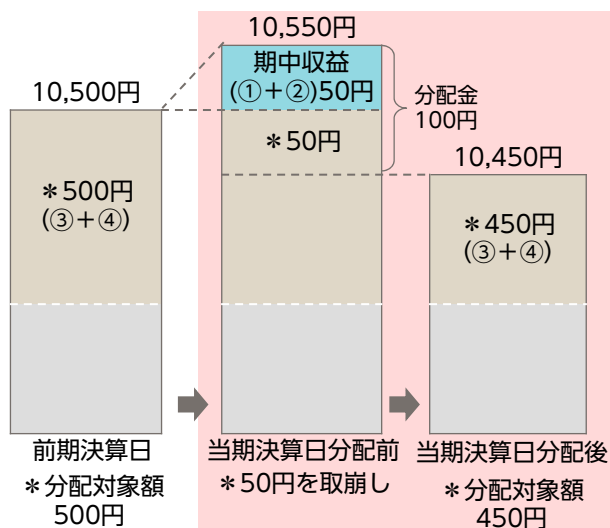 10,500円
＊500円
(③＋④)
前期決算日
＊分配対象額
500円
10,550円
期中収益
(①＋②)50円
＊50円
分配金
100円
当期決算日分配前
＊50円を取崩し
10,450円
＊450円
(③＋④)
当期決算日分配後
＊分配対象額
450円